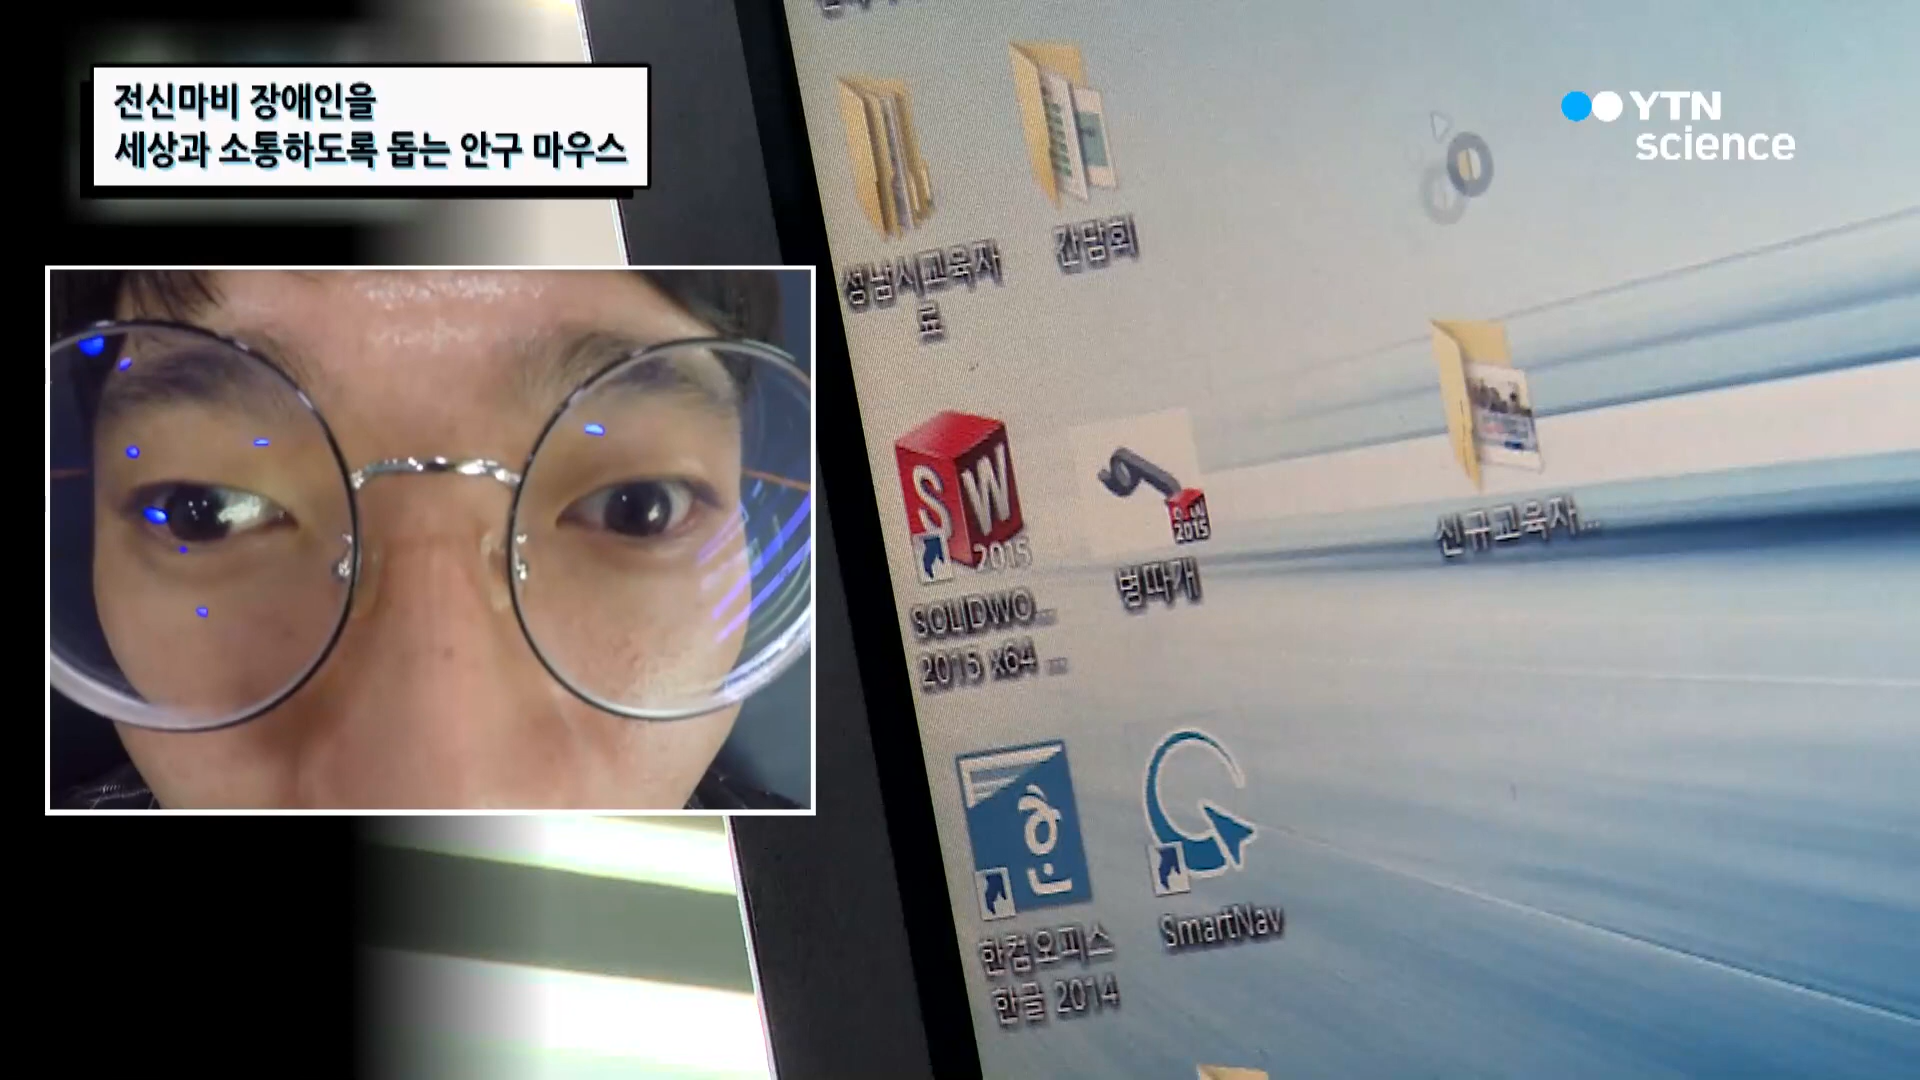 전신마비 장애인을
세상과 소통하도록 돕는 안구 마우스
YTN
science
성남시교육자
료
간담회
신규교육자...
SW
2015
SOLIDWO...
2015 x64 ...
2015
병따개
한
한컴오피스
한글 2014
SmartNav